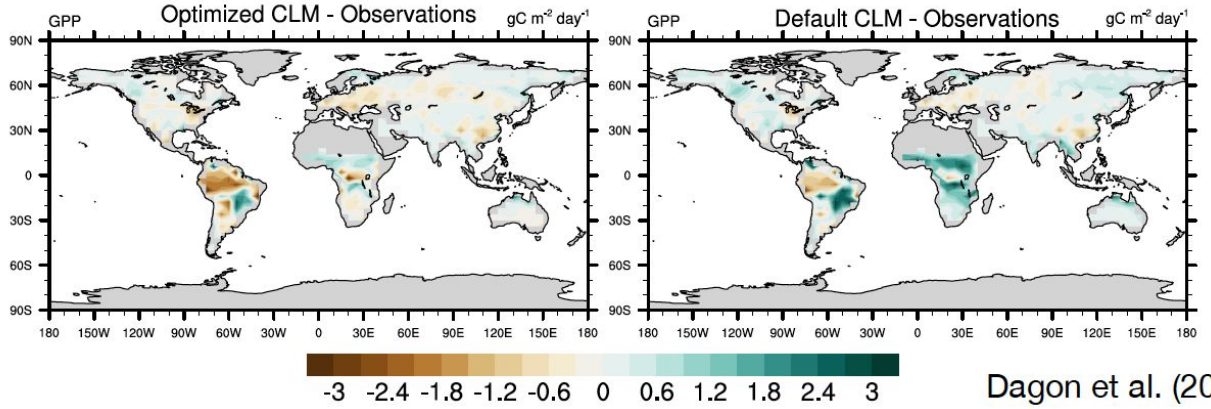 GPP Optimized CLM - Observations gC m⁻² day⁻¹
GPP Default CLM - Observations gC m⁻² day⁻¹
90N
60N
30N
0
30S
60S
90S
180 150W 120W 90W 60W 30W 0 30E 60E 90E 120E 150E 180
90N
60N
30N
0
30S
60S
90S
180 150W 120W 90W 60W 30W 0 30E 60E 90E 120E 150E 180
-3 -2.4 -1.8 -1.2 -0.6 0 0.6 1.2 1.8 2.4 3
Dagon et al. (20